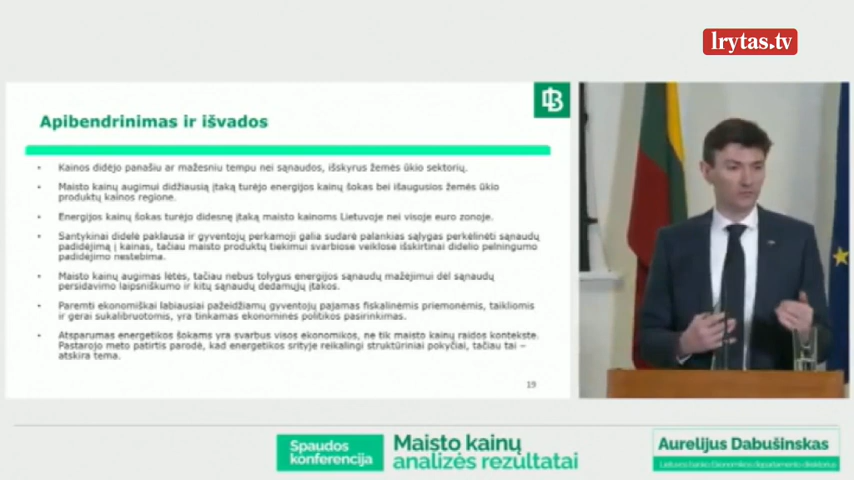 lrytas.tv
Apibendrinimas ir išvados
• Kainos didėjo panašiu ar mažesniu tempu nei sąnaudos, išskyrus žemės ūkio sektorių.
• Maisto kainų augimui didžiausią įtaką turėjo energijos kainų šokas bei išaugusios žemės ūkio
produktų kainos regione.
• Energijos kainų šokas turėjo didesnę įtaką maisto kainoms Lietuvoje nei visoje euro zonoje.
• Santykinai didelė paklausa ir gyventojų perkamoji galia sudarė palankias sąlygas perkėlinėti sąnaudų
padidėjimą į kainas, tačiau maisto produktų tiekimui svarbiose veiklose išskirtinai didelio pelningumo
padidėjimo nestebima.
• Maisto kainų augimas lėtės, tačiau nebus tolygus energijos sąnaudų mažėjimui dėl sąnaudų
persidavimo laipsniškumo ir kitų sąnaudų dedamųjų įtakos.
• Paremti ekonomiškai labiausiai pažeidžiamų gyventojų pajamas fiskalinėmis priemonėmis, taikliomis
ir gerai sukalibruotomis, yra tinkamas ekonominės politikos pasirinkimas.
• Atsparumas energetikos šokams yra svarbus visos ekonomikos, ne tik maisto kainų raidos kontekste.
Pastarojo meto patirtis parodė, kad energetikos srityje reikalingi struktūriniai pokyčiai, tačiau tai –
atskira tema.
19
Spaudos
konferencija
Maisto kainų
analizės rezultatai
Aurelijus Dabušinskas
Lietuvos banko Ekonomikos departamento direktorius